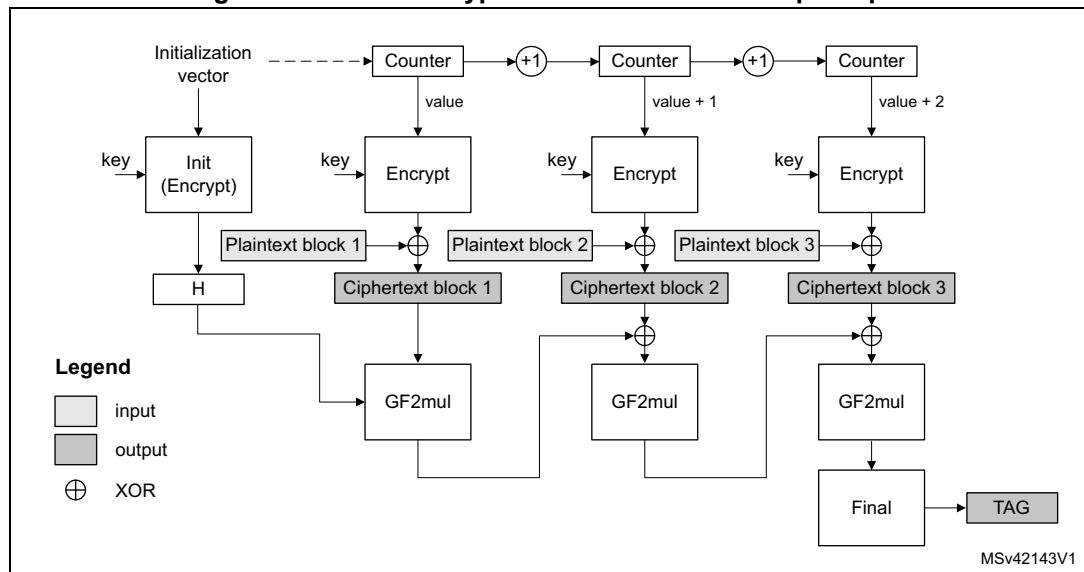 Initialization
vector
Counter
+1
Counter
+1
Counter
value
value + 1
value + 2
key
Init
(Encrypt)
key
Encrypt
key
Encrypt
key
Encrypt
Plaintext block 1
Plaintext block 2
Plaintext block 3
H
Ciphertext block 1
Ciphertext block 2
Ciphertext block 3
Legend
input
output
XOR
GF2mul
GF2mul
GF2mul
Final
TAG
MSv42143V1